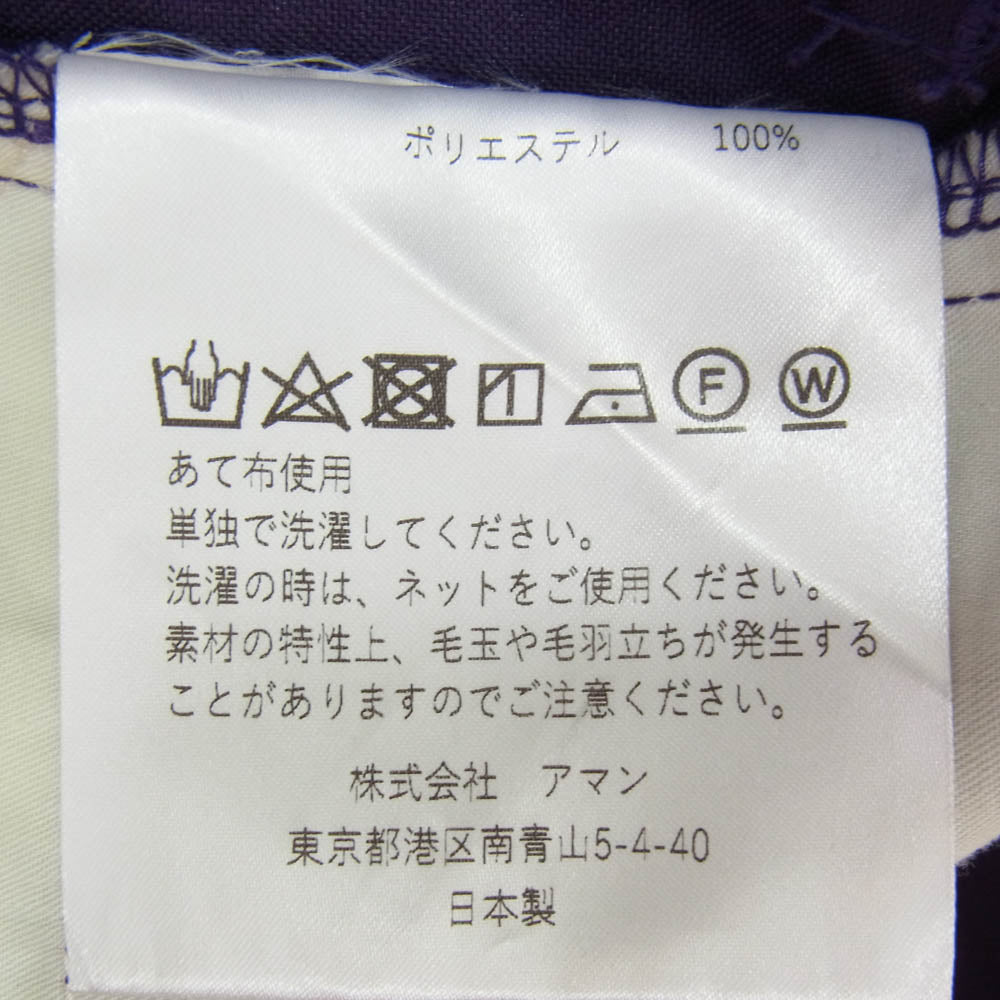 ポリエステル 100%
F W
あて布使用
単独で洗濯してください。
洗濯の時は、ネットをご使用ください。
素材の特性上、毛玉や毛羽立ちが発生する
ことがありますのでご注意ください。
株式会社 アマン
東京都港区南青山5-4-40
日本製